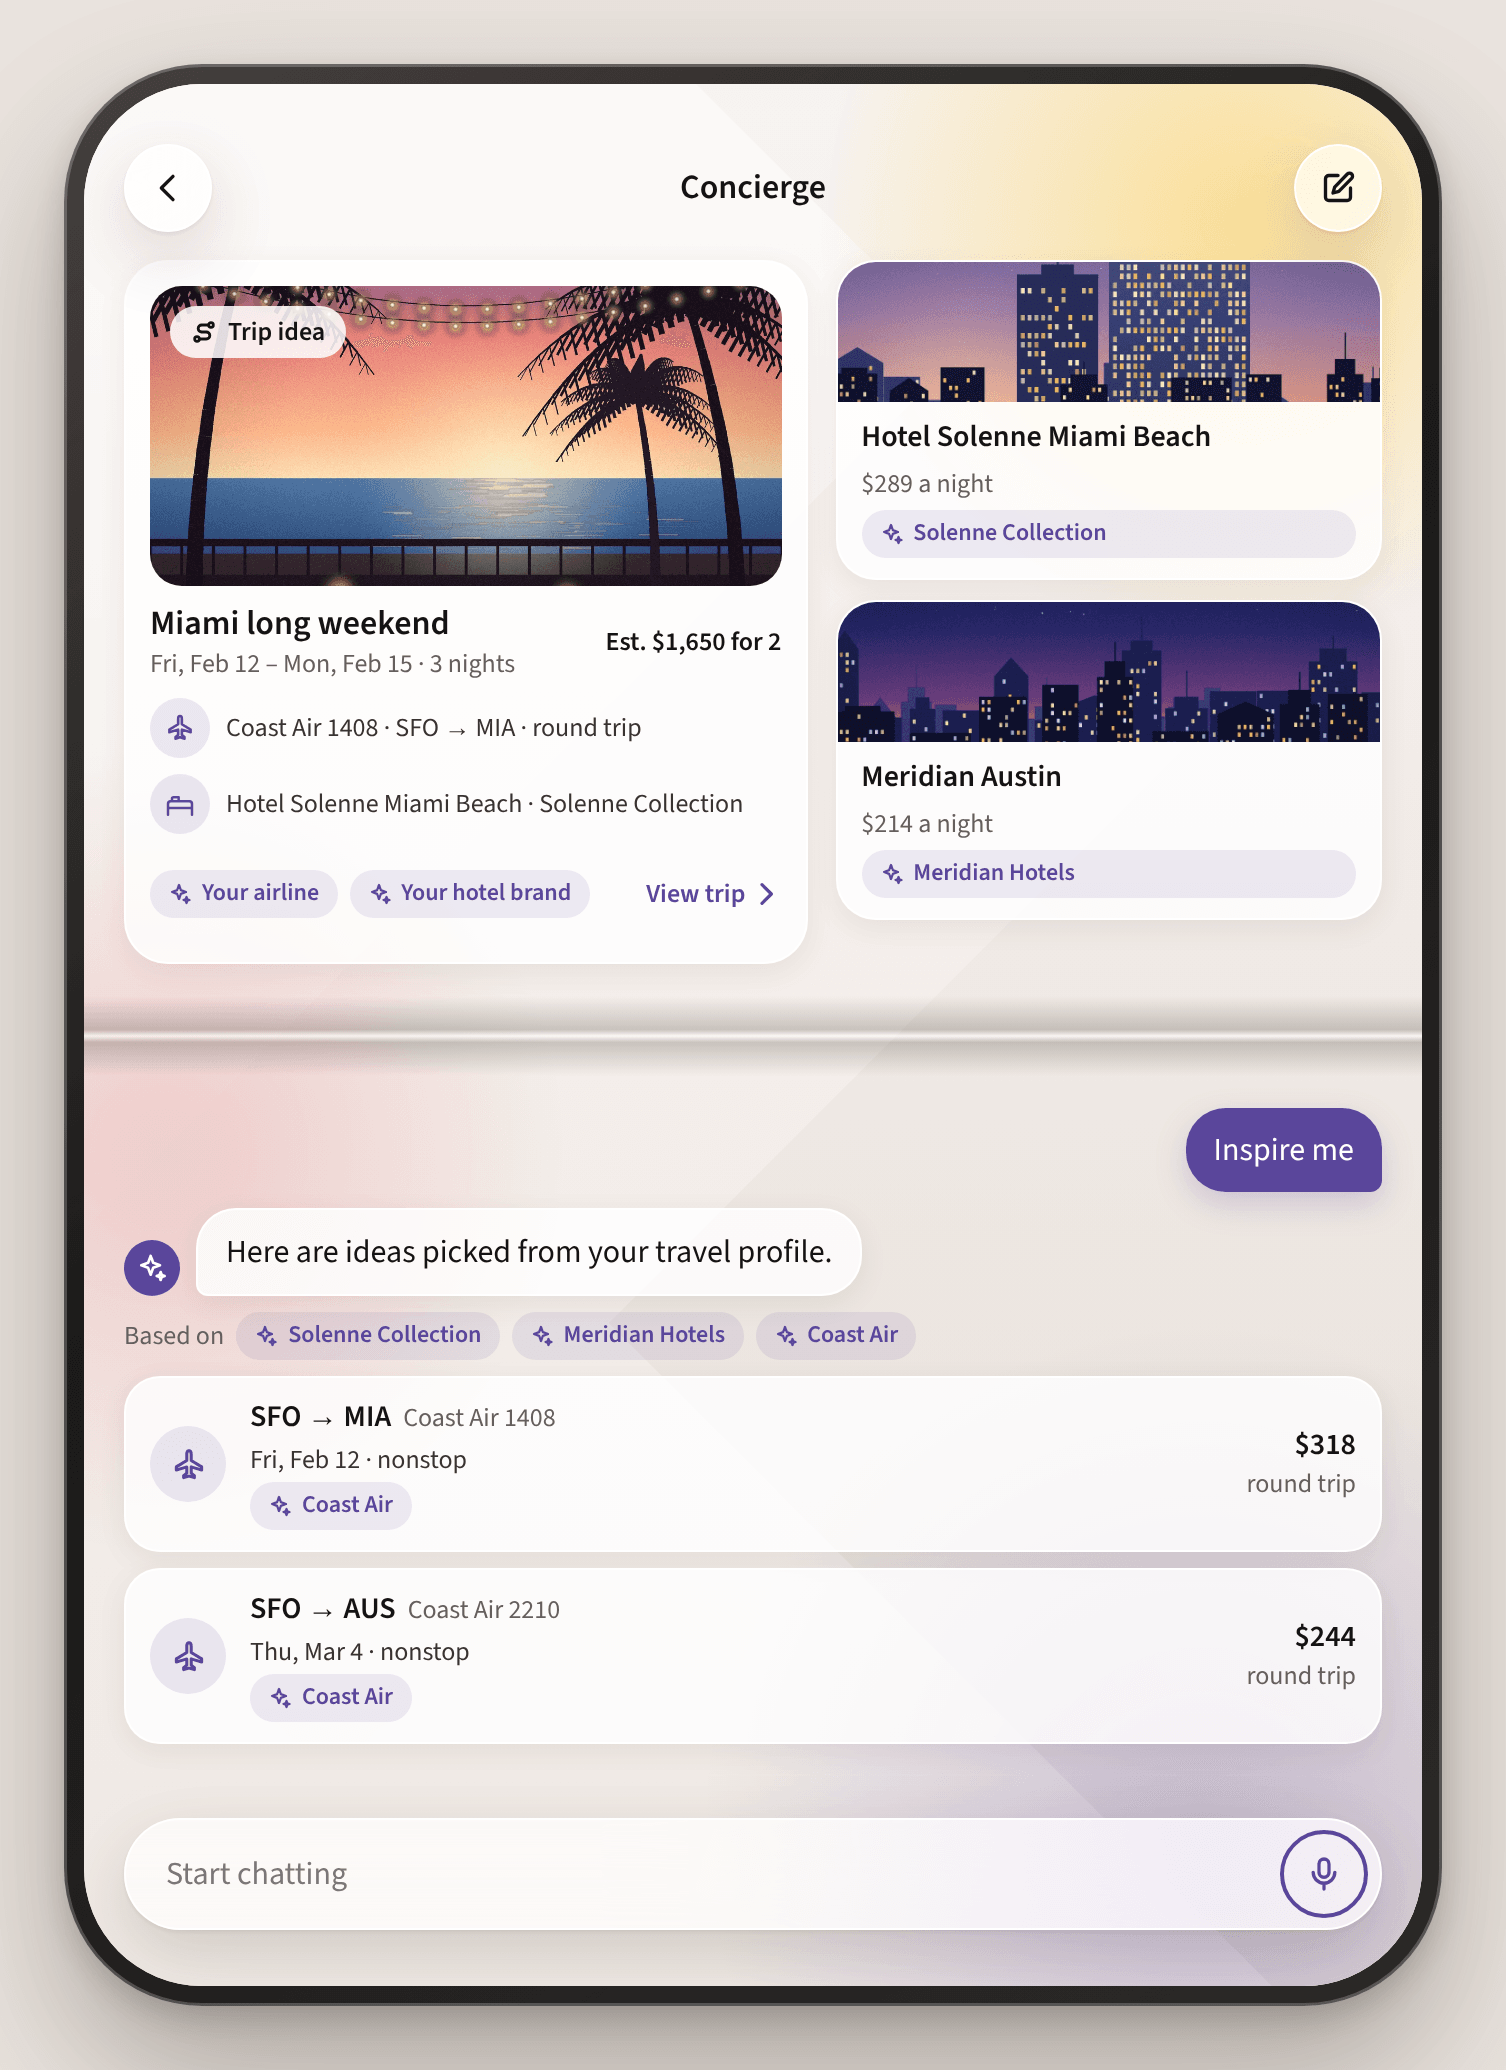 Concierge
Trip idea
Miami long weekend
Fri, Feb 12 – Mon, Feb 15 · 3 nights
Est. $1,650 for 2
Coast Air 1408 · SFO → MIA · round trip
Hotel Solenne Miami Beach · Solenne Collection
Your airline
Your hotel brand
View trip
Hotel Solenne Miami Beach
$289 a night
Solenne Collection
Meridian Austin
$214 a night
Meridian Hotels
Inspire me
Here are ideas picked from your travel profile.
Based on
Solenne Collection
Meridian Hotels
Coast Air
SFO → MIA Coast Air 1408
Fri, Feb 12 · nonstop
Coast Air
$318
round trip
SFO → AUS Coast Air 2210
Thu, Mar 4 · nonstop
Coast Air
$244
round trip
Start chatting